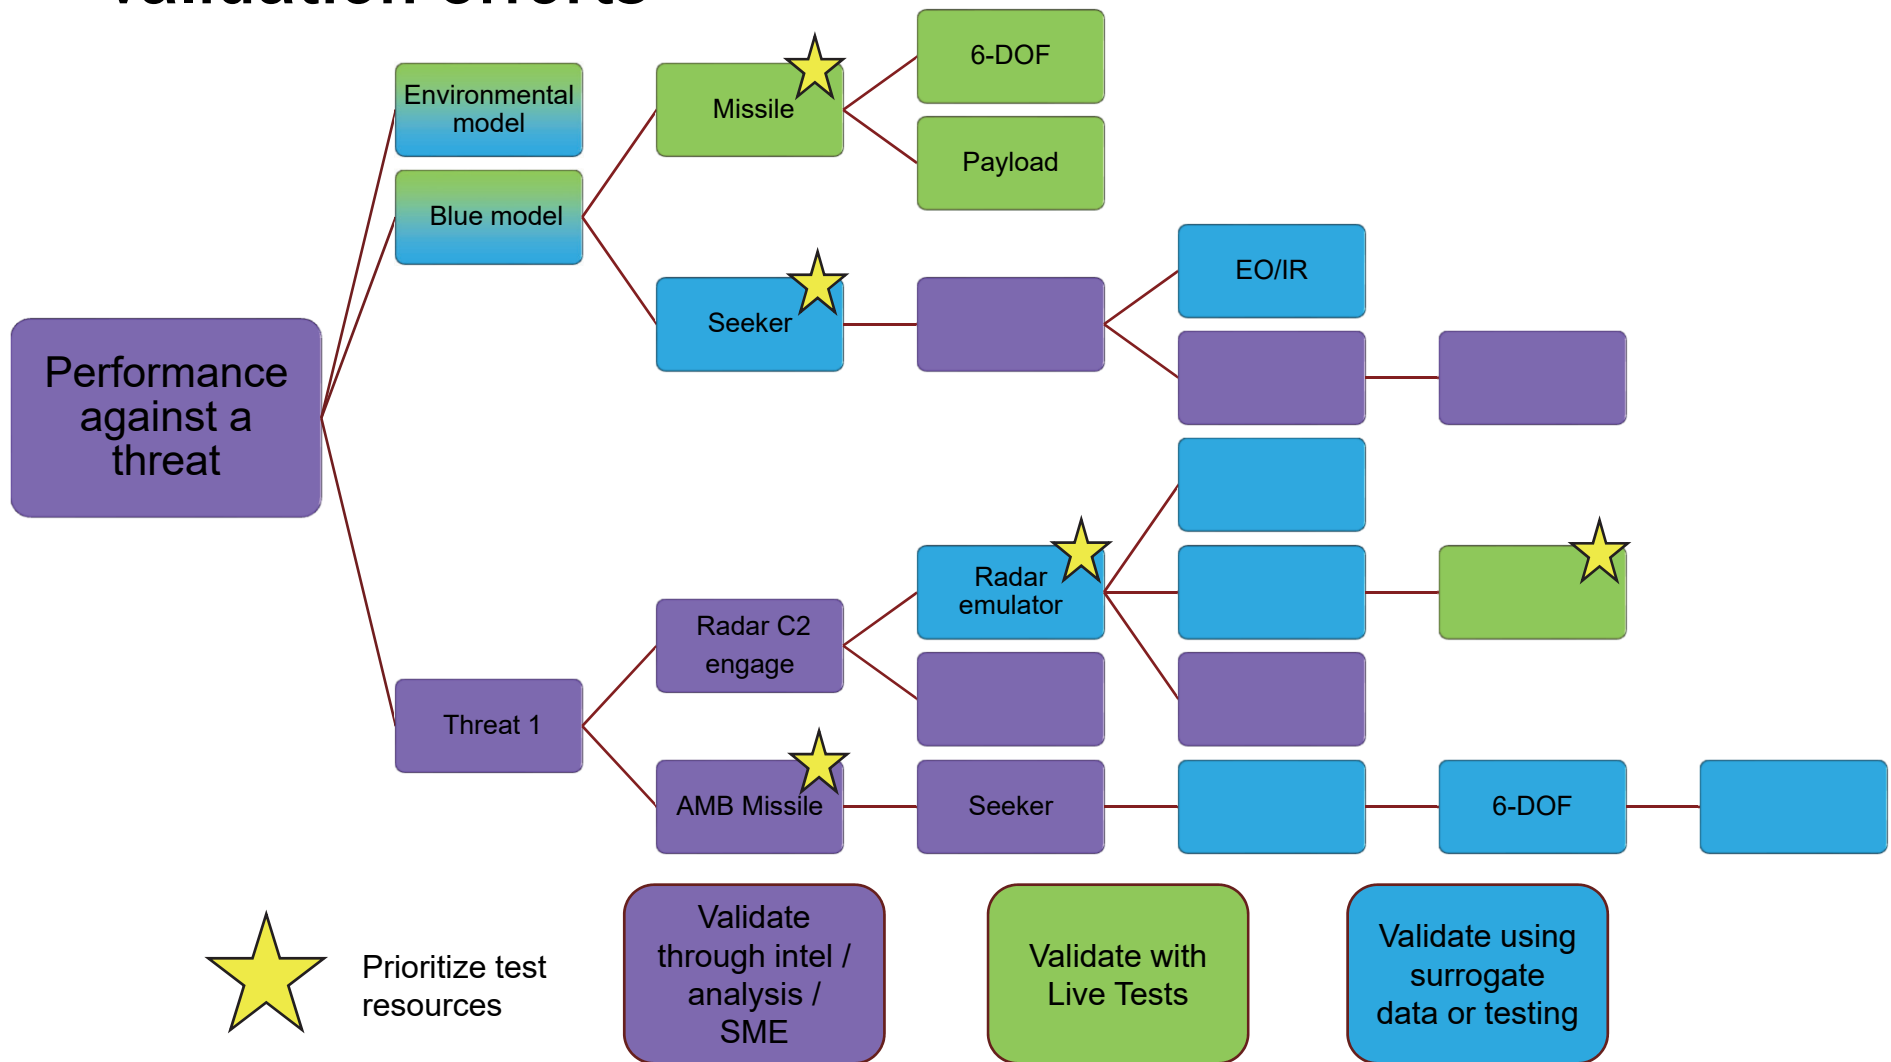 validation efforts
Environmental
model
Blue model
Missile
6-DOF
Payload
Seeker
EO/IR
Performance
against a
threat
Radar C2
engage
Radar
emulator
Threat 1
AMB Missile
Seeker
6-DOF
Prioritize test
resources
Validate
through intel /
analysis /
SME
Validate with
Live Tests
Validate using
surrogate
data or testing